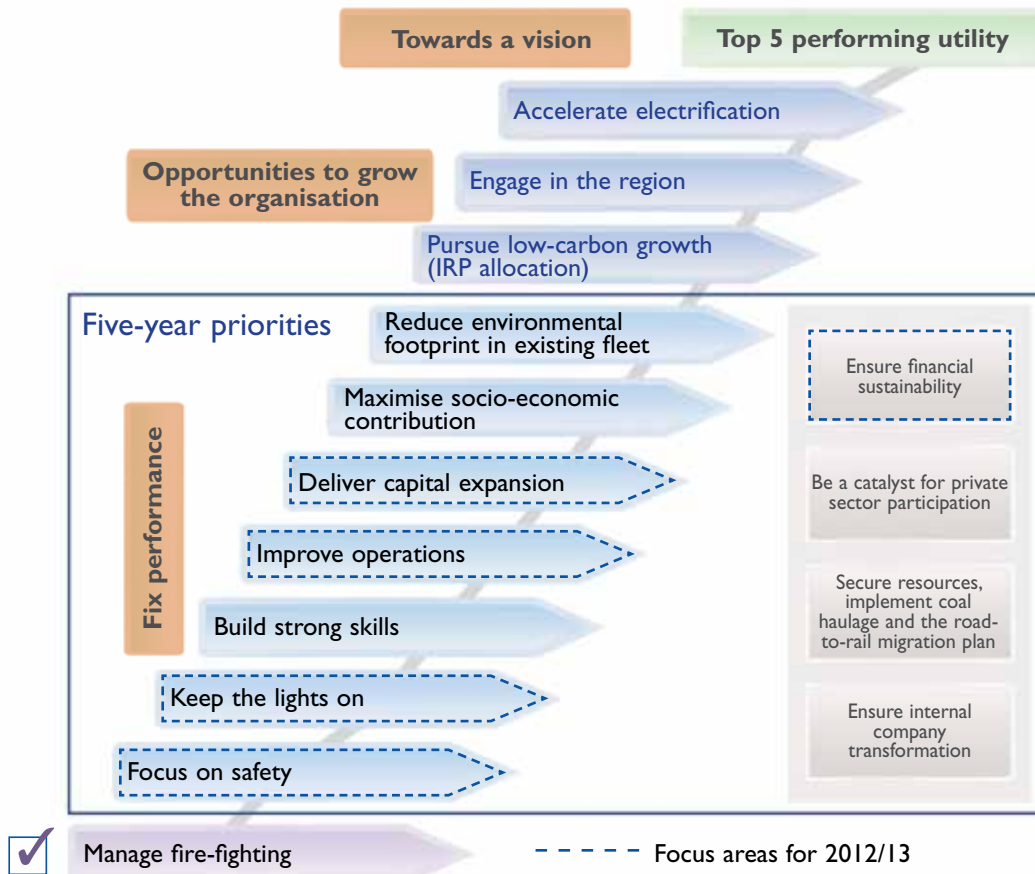 Towards a vision
Top 5 performing utility
Accelerate electrification
Opportunities to grow
the organisation
Engage in the region
Pursue low-carbon growth
(IRP allocation)
Five-year priorities
Reduce environmental
footprint in existing fleet
Maximise socio-economic
contribution
Fix performance
Deliver capital expansion
Improve operations
Build strong skills
Keep the lights on
Focus on safety
Ensure financial
sustainability
Be a catalyst for private
sector participation
Secure resources,
implement coal
haulage and the road-
to-rail migration plan
Ensure internal
company
transformation
Manage fire-fighting
Focus areas for 2012/13